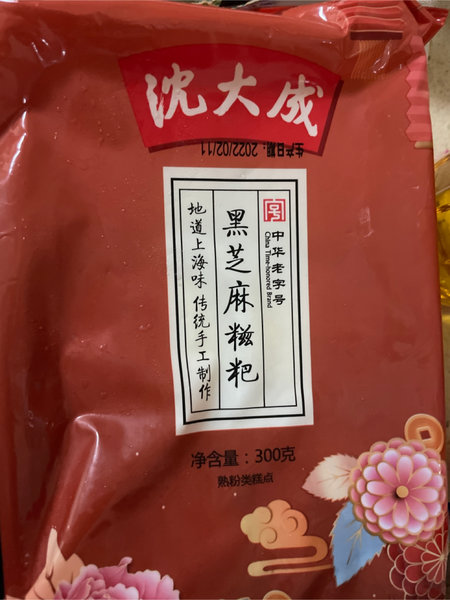 沈大成
生产日期：2022/02/11
中华老字号
China Time-honored Brand
黑芝麻糍粑
地道上海味 传统手工制作
净含量：300克
熟粉类糕点